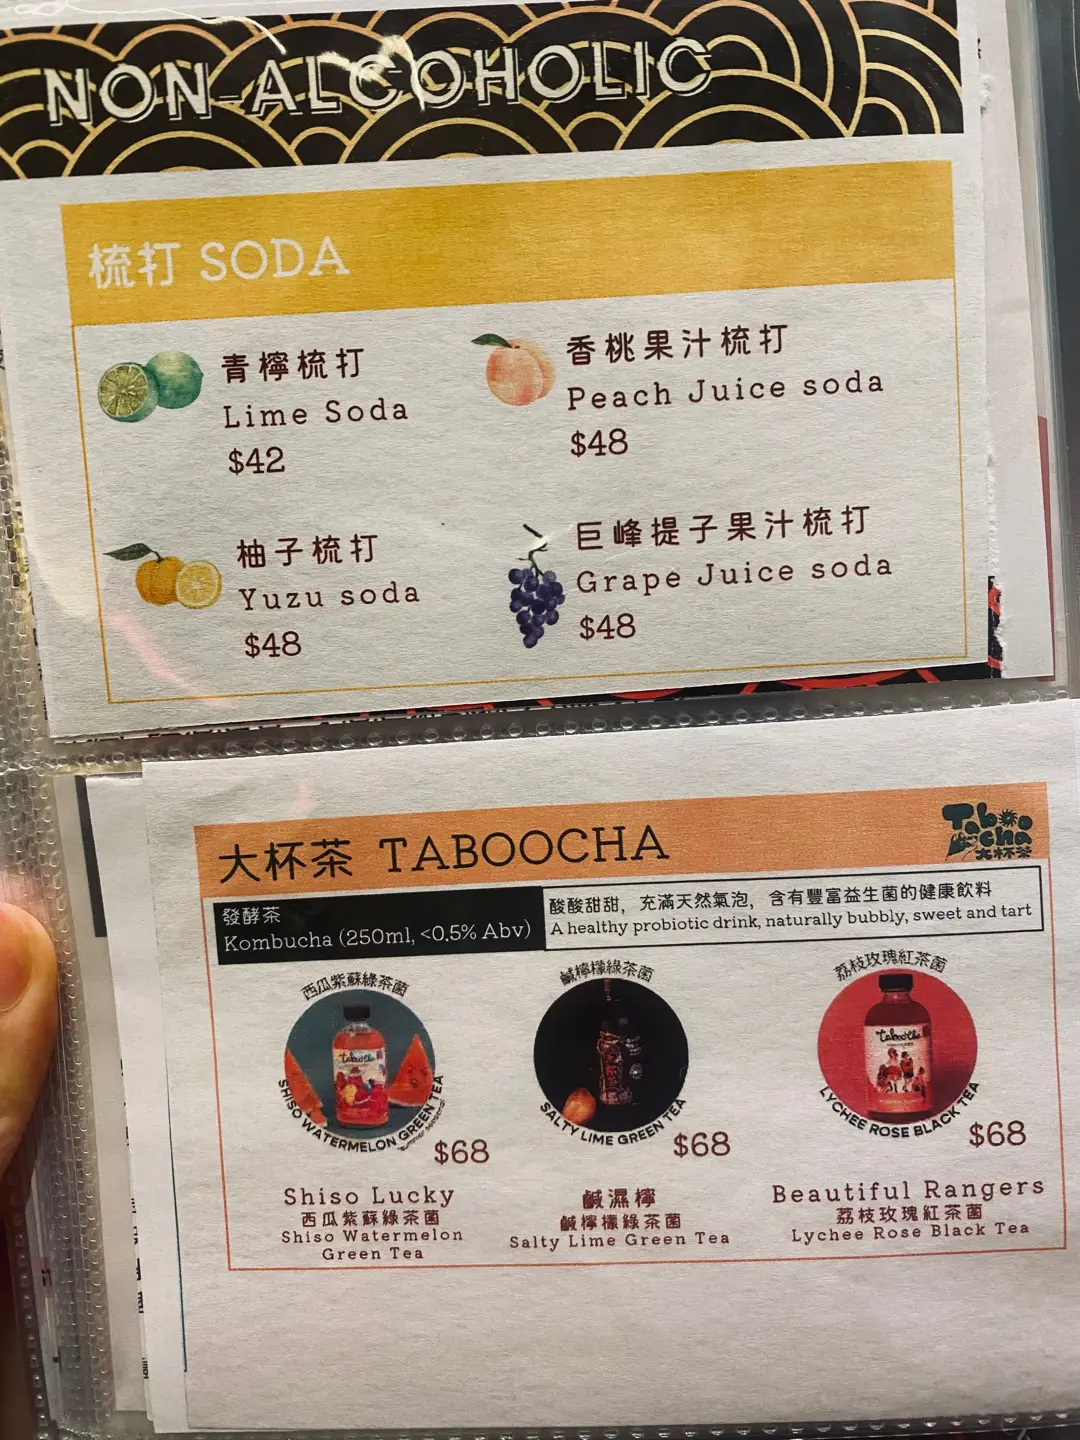 NON-ALCOHOLIC
梳打 SODA
青檸梳打
Lime Soda
$42
香桃果汁梳打
Peach Juice soda
$48
柚子梳打
Yuzu soda
$48
巨峰提子果汁梳打
Grape Juice soda
$48
大杯茶 TABOOCHA
Taboocha
大杯茶
發酵茶
Kombucha (250ml, <0.5% Abv)
酸酸甜甜，充滿天然氣泡，含有豐富益生菌的健康飲料
A healthy probiotic drink, naturally bubbly, sweet and tart
西瓜紫蘇綠茶菌
taboocha
SHISO WATERMELON GREEN TEA
$68
鹹檸檬綠茶菌
SALTY LIME GREEN TEA
$68
荔枝玫瑰紅茶菌
taboocha
LYCHEE ROSE BLACK TEA
$68
Shiso Lucky
西瓜紫蘇綠茶菌
Shiso Watermelon
Green Tea
鹹濕檸
鹹檸檬綠茶菌
Salty Lime Green Tea
Beautiful Rangers
荔枝玫瑰紅茶菌
Lychee Rose Black Tea